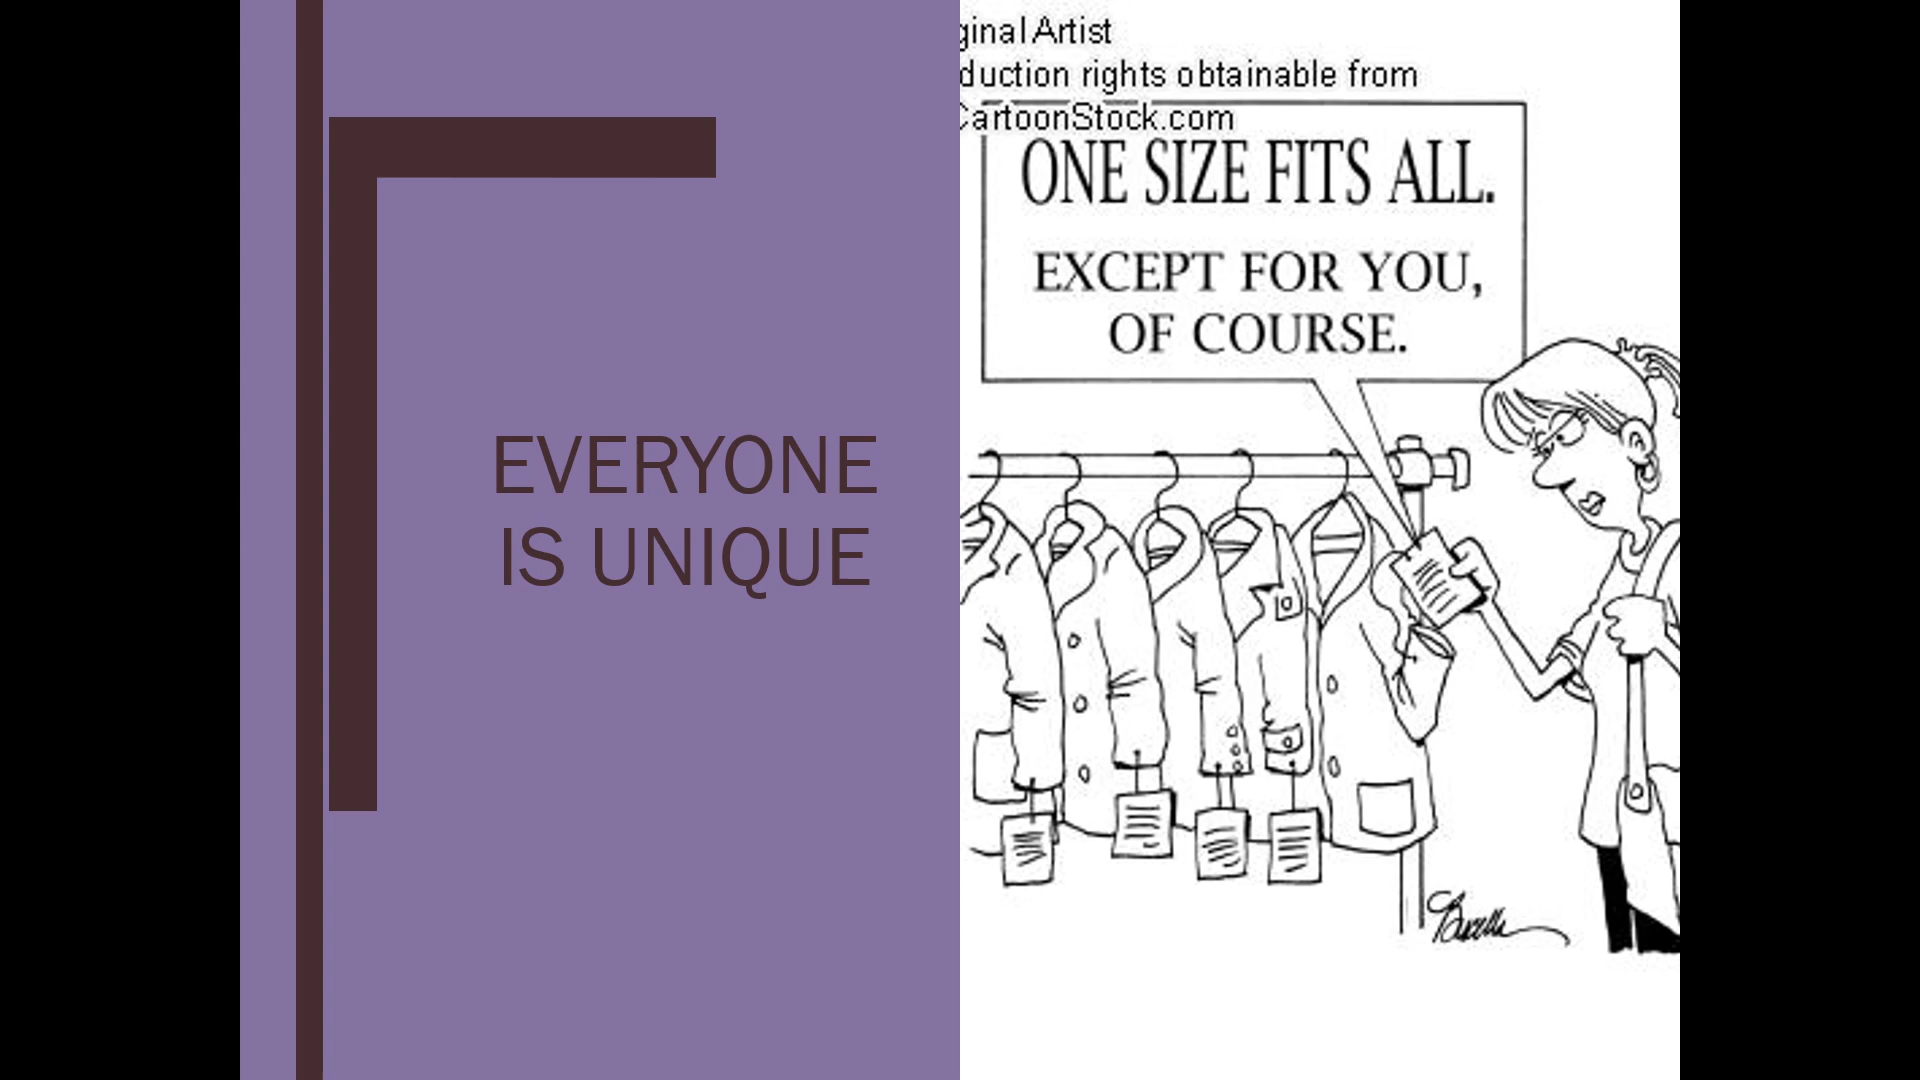 EVERYONE
IS UNIQUE
ginal Artist
duction rights obtainable from
CartoonStock.com
ONE SIZE FITS ALL.
EXCEPT FOR YOU,
OF COURSE.